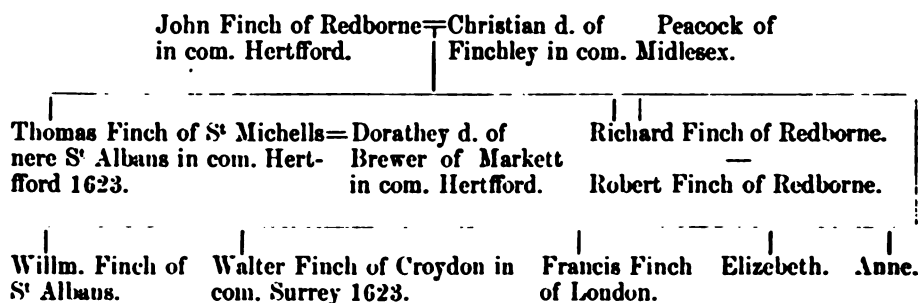 John Finch of Redborne=Christian d. of Peacock of
in com. Hertfford. Finchley in com. Midlesex.
Thomas Finch of Sᵗ Michells=Dorathey d. of
nere Sᵗ Albans in com. Hert-
fford 1623.
Brewer of Markett
in com. Hertfford.
Richard Finch of Redborne.
—
Robert Finch of Redborne.
Willm. Finch of
Sᵗ Albans.
Walter Finch of Croydon in
com. Surrey 1623.
Francis Finch
of London.
Elizebeth.
Anne.